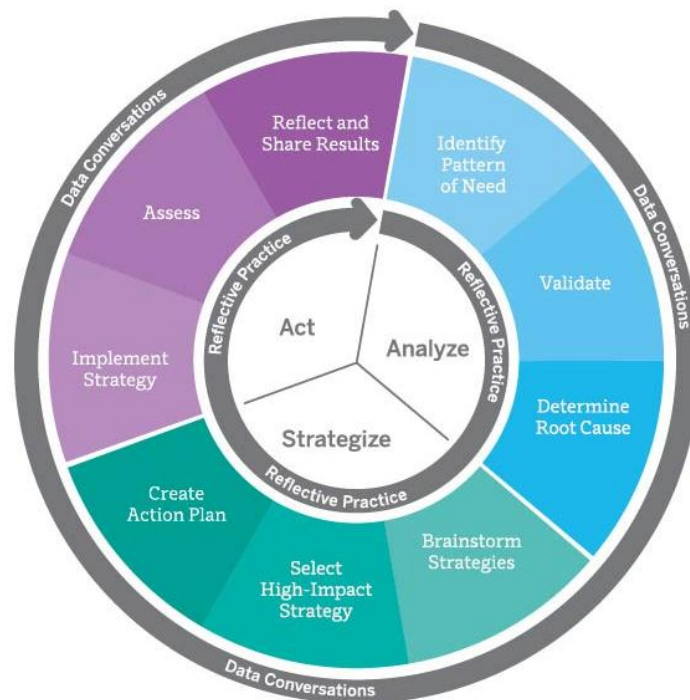 Data Conversations
Data Conversations
Data Conversations
Reflect and
Share Results
Identify
Pattern
of Need
Assess
Validate
Implement
Strategy
Determine
Root Cause
Create
Action Plan
Select
High-Impact
Strategy
Brainstorm
Strategies
Reflective Practice
Reflective Practice
Reflective Practice
Act
Analyze
Strategize